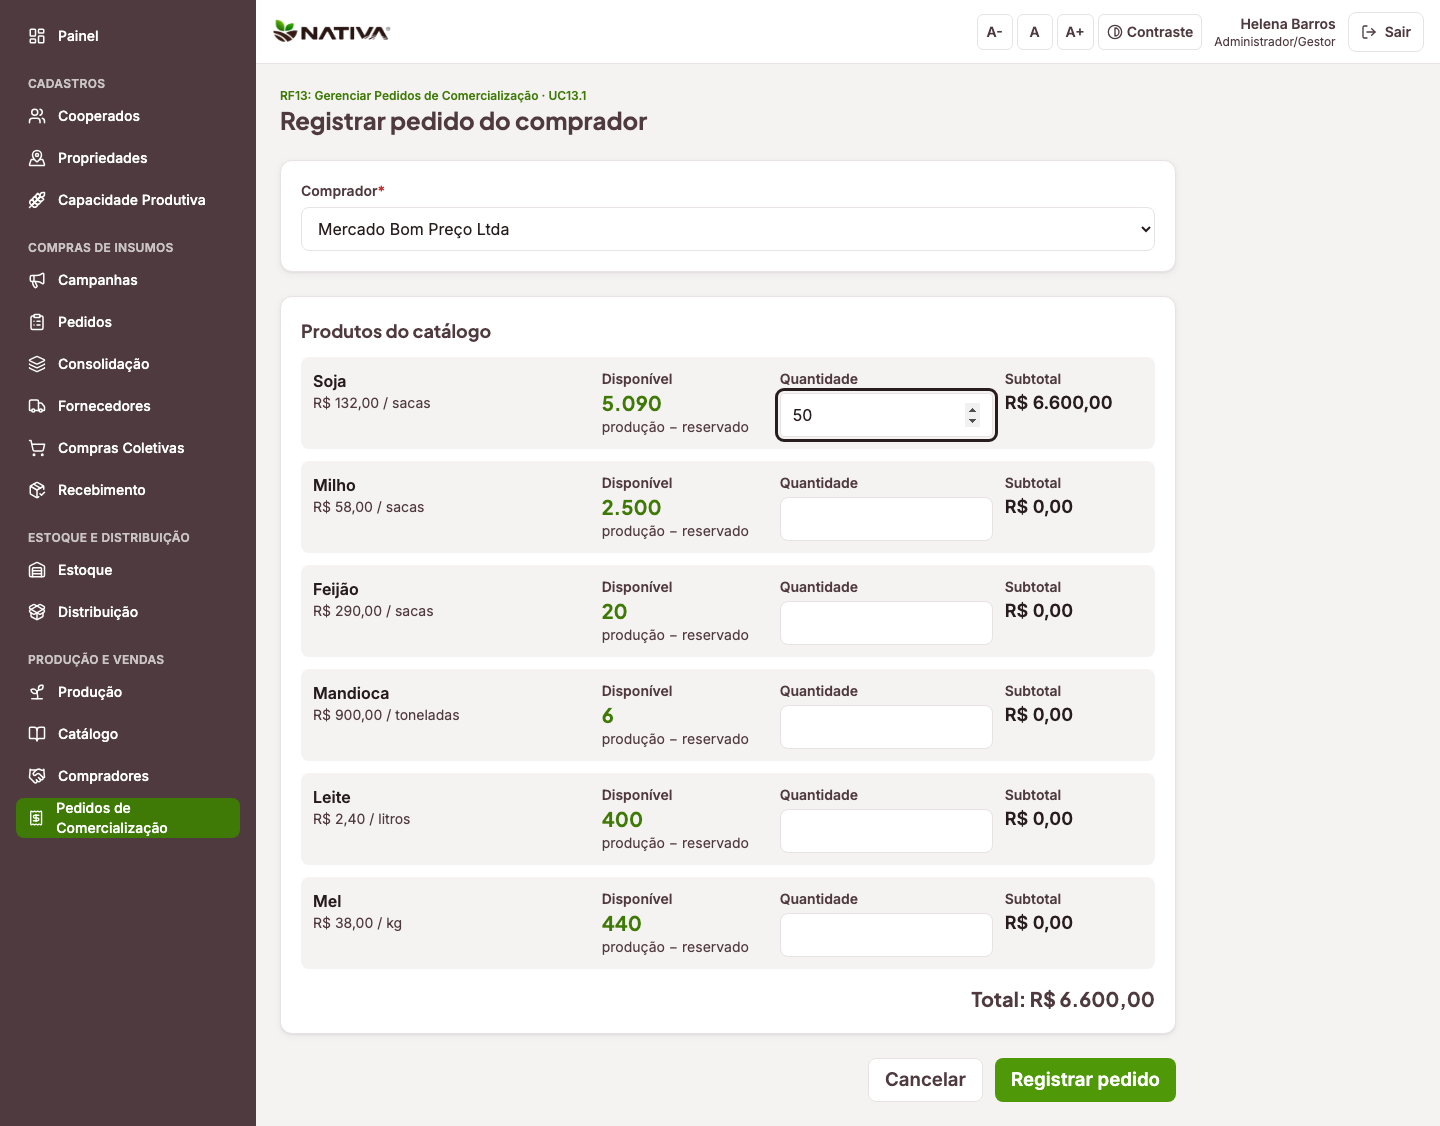 Painel
CADASTROS
Cooperados
Propriedades
Capacidade Produtiva
COMPRAS DE INSUMOS
Campanhas
Pedidos
Consolidação
Fornecedores
Compras Coletivas
Recebimento
ESTOQUE E DISTRIBUIÇÃO
Estoque
Distribuição
PRODUÇÃO E VENDAS
Produção
Catálogo
Compradores
Pedidos de
Comercialização
NATIVA
A-
A
A+
Contraste
Helena Barros
Administrador/Gestor
Sair
RF13: Gerenciar Pedidos de Comercialização · UC13.1
Registrar pedido do comprador
Comprador*
Mercado Bom Preço Ltda
Produtos do catálogo
Soja
R$ 132,00 / sacas
Disponível
5.090
produção – reservado
Quantidade
50
Subtotal
R$ 6.600,00
Milho
R$ 58,00 / sacas
Disponível
2.500
produção – reservado
Quantidade
Subtotal
R$ 0,00
Feijão
R$ 290,00 / sacas
Disponível
20
produção – reservado
Quantidade
Subtotal
R$ 0,00
Mandioca
R$ 900,00 / toneladas
Disponível
6
produção – reservado
Quantidade
Subtotal
R$ 0,00
Leite
R$ 2,40 / litros
Disponível
400
produção – reservado
Quantidade
Subtotal
R$ 0,00
Mel
R$ 38,00 / kg
Disponível
440
produção – reservado
Quantidade
Subtotal
R$ 0,00
Total: R$ 6.600,00
Cancelar
Registrar pedido